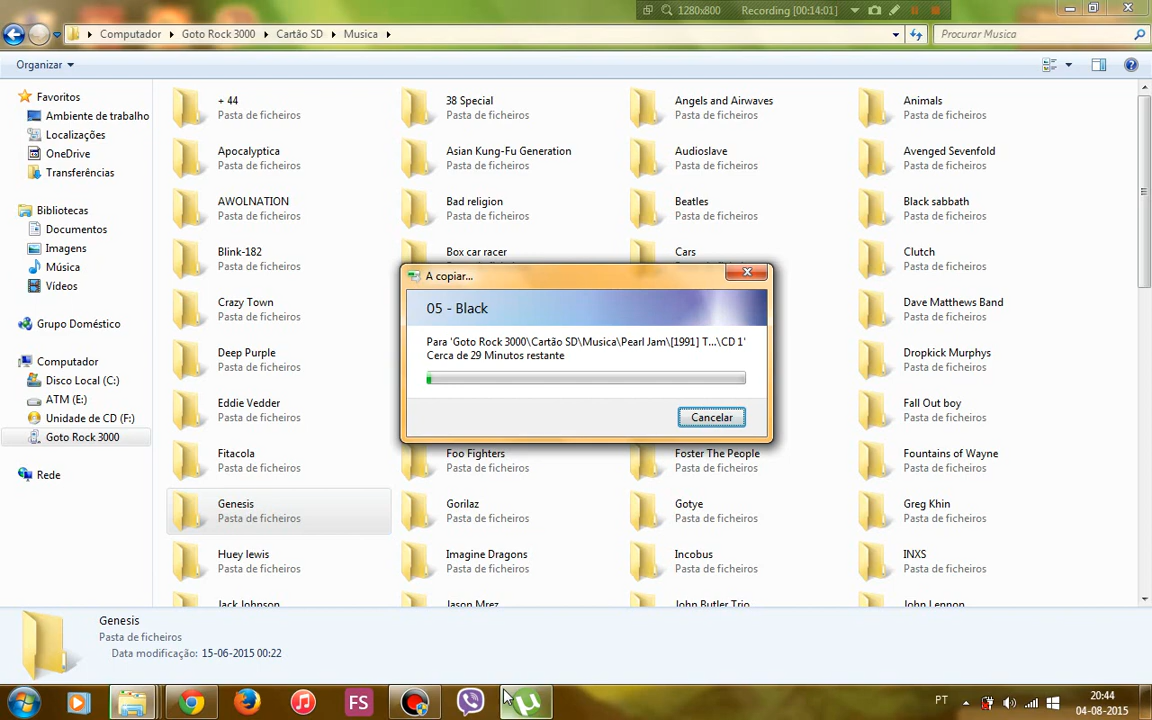 1280x800 Recording [00:14:01]
Computador Goto Rock 3000 Cartão SD Musica
Procurar Musica
Organizar
Favoritos
Ambiente de trabalho
Localizações
OneDrive
Transferências
Bibliotecas
Documentos
Imagens
Música
Vídeos
Grupo Doméstico
Computador
Disco Local (C:)
ATM (E:)
Unidade de CD (F:)
Goto Rock 3000
Rede
+ 44
Pasta de ficheiros
38 Special
Pasta de ficheiros
Angels and Airwaves
Pasta de ficheiros
Animals
Pasta de ficheiros
Apocalyptica
Pasta de ficheiros
Asian Kung-Fu Generation
Pasta de ficheiros
Audioslave
Pasta de ficheiros
Avenged Sevenfold
Pasta de ficheiros
AWOLNATION
Pasta de ficheiros
Bad religion
Pasta de ficheiros
Beatles
Pasta de ficheiros
Black sabbath
Pasta de ficheiros
Blink-182
Pasta de ficheiros
Box car racer
Cars
Clutch
Pasta de ficheiros
Crazy Town
Pasta de ficheiros
Dave Matthews Band
Pasta de ficheiros
Deep Purple
Pasta de ficheiros
Dropkick Murphys
Pasta de ficheiros
Eddie Vedder
Pasta de ficheiros
Fall Out boy
Pasta de ficheiros
A copiar...
05 - Black
Para 'Goto Rock 3000\Cartão SD\Musica\Pearl Jam\[1991] T...\CD 1'
Cerca de 29 Minutos restante
Cancelar
Fitacola
Pasta de ficheiros
Foo Fighters
Pasta de ficheiros
Foster The People
Pasta de ficheiros
Fountains of Wayne
Pasta de ficheiros
Genesis
Pasta de ficheiros
Gorilaz
Pasta de ficheiros
Gotye
Pasta de ficheiros
Greg Khin
Pasta de ficheiros
Huey lewis
Pasta de ficheiros
Imagine Dragons
Pasta de ficheiros
Incobus
Pasta de ficheiros
INXS
Pasta de ficheiros
Jack Johnson
Jason Mrez
John Butler Trio
John Lennon
Genesis
Pasta de ficheiros
Data modificação: 15-06-2015 00:22
FS
PT
20:44
04-08-2015